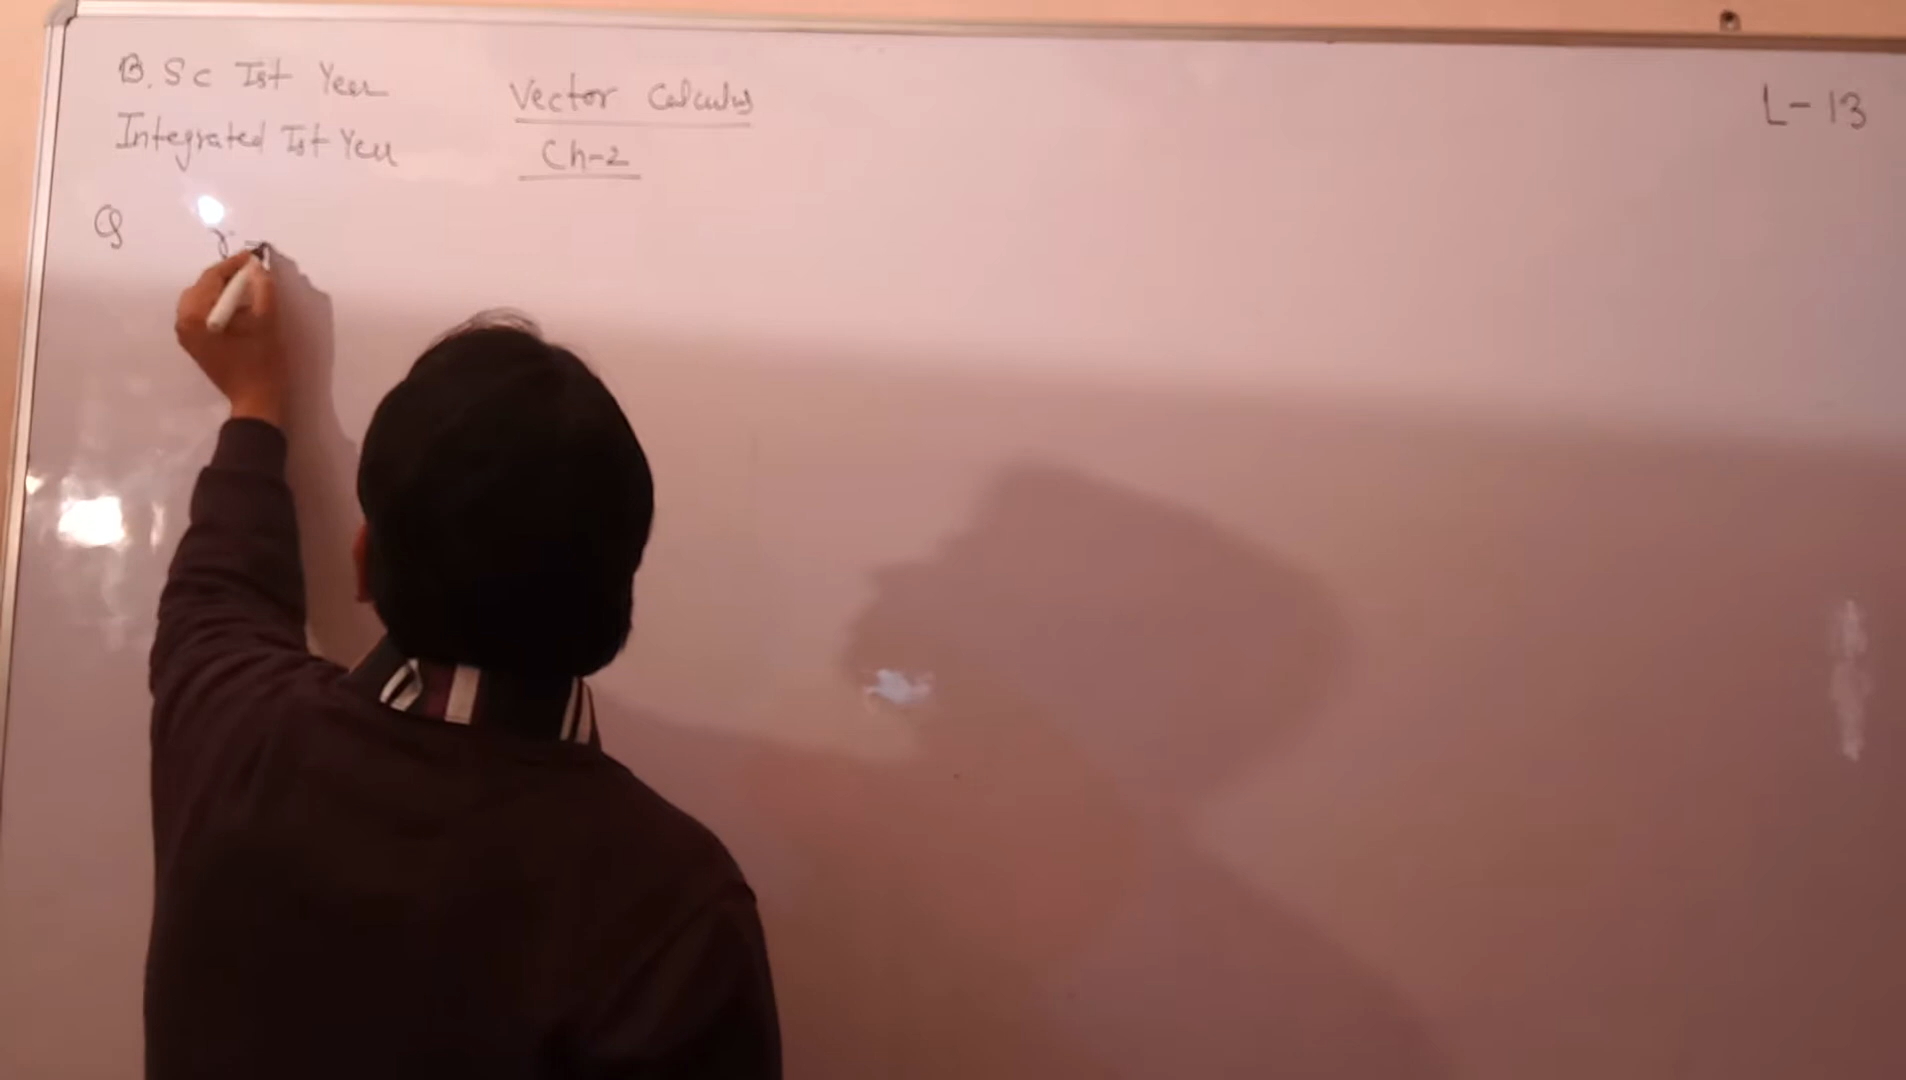 B.Sc Ist Year
Integrated Ist Year
Vector Calculus
Ch-2
L-13
Q r =